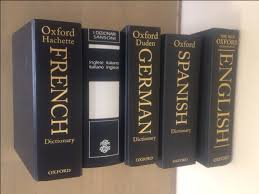 Oxford
Hachette
FRENCH
Dictionary
OXFORD
I DIZIONARI SANSONI
Inglese Italiano
Italiano Inglese
Oxford
Duden
GERMAN
Dictionary
OXFORD
Oxford
SPANISH
Dictionary
OXFORD
THE NEW OXFORD
ENGLISH
OXFORD